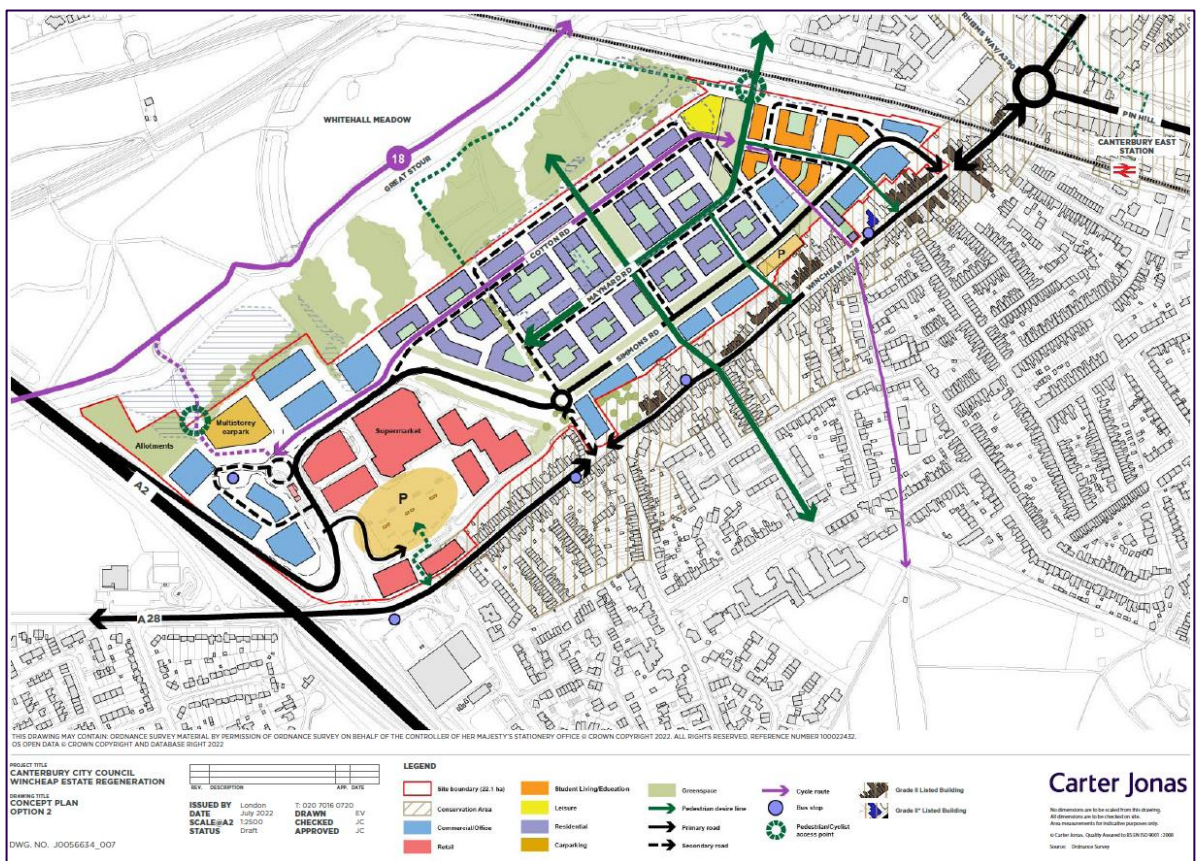 RHEIMS WAY/A290
PIN HILL
CANTERBURY EAST
STATION
WHITEHALL MEADOW
18
GREAT STOUR
COTTON RD
MAYNARD RD
P
WINCHEAP /A28
SIMMONS RD
Allotments
Multistorey
carpark
Supermarket
P
A2
A28
THIS DRAWING MAY CONTAIN: ORDNANCE SURVEY MATERIAL BY PERMISSION OF ORDNANCE SURVEY ON BEHALF OF THE CONTROLLER OF HER MAJESTY'S STATIONERY OFFICE © CROWN COPYRIGHT 2022. ALL RIGHTS RESERVED. REFERENCE NUMBER 100022432.
OS OPEN DATA © CROWN COPYRIGHT AND DATABASE RIGHT 2022
PROJECT TITLE
CANTERBURY CITY COUNCIL
WINCHEAP ESTATE REGENERATION
DRAWING TITLE
CONCEPT PLAN
OPTION 2
DWG. NO. J0056634_007
REV. DESCRIPTION APP. DATE
ISSUED BY London T: 020 7016 0720
DATE July 2022 DRAWN EV
SCALE@A2 1:2500 CHECKED JC
STATUS Draft APPROVED JC
LEGEND
Site boundary (22.1 ha)
Conservation Area
Commercial/Office
Retail
Student Living/Education
Leisure
Residential
Carparking
Greenspace
Pedestrian desire line
Primary road
Secondary road
Cycle route
Bus stop
Pedestrian/Cyclist
access point
Grade II Listed Building
Grade II* Listed Building
Carter Jonas
No dimensions are to be scaled from this drawing.
All dimensions are to be checked on site.
Area measurements for indicative purposes only.
© Carter Jonas. Quality Assured to BS EN ISO 9001 : 2008
Source: Ordnance Survey